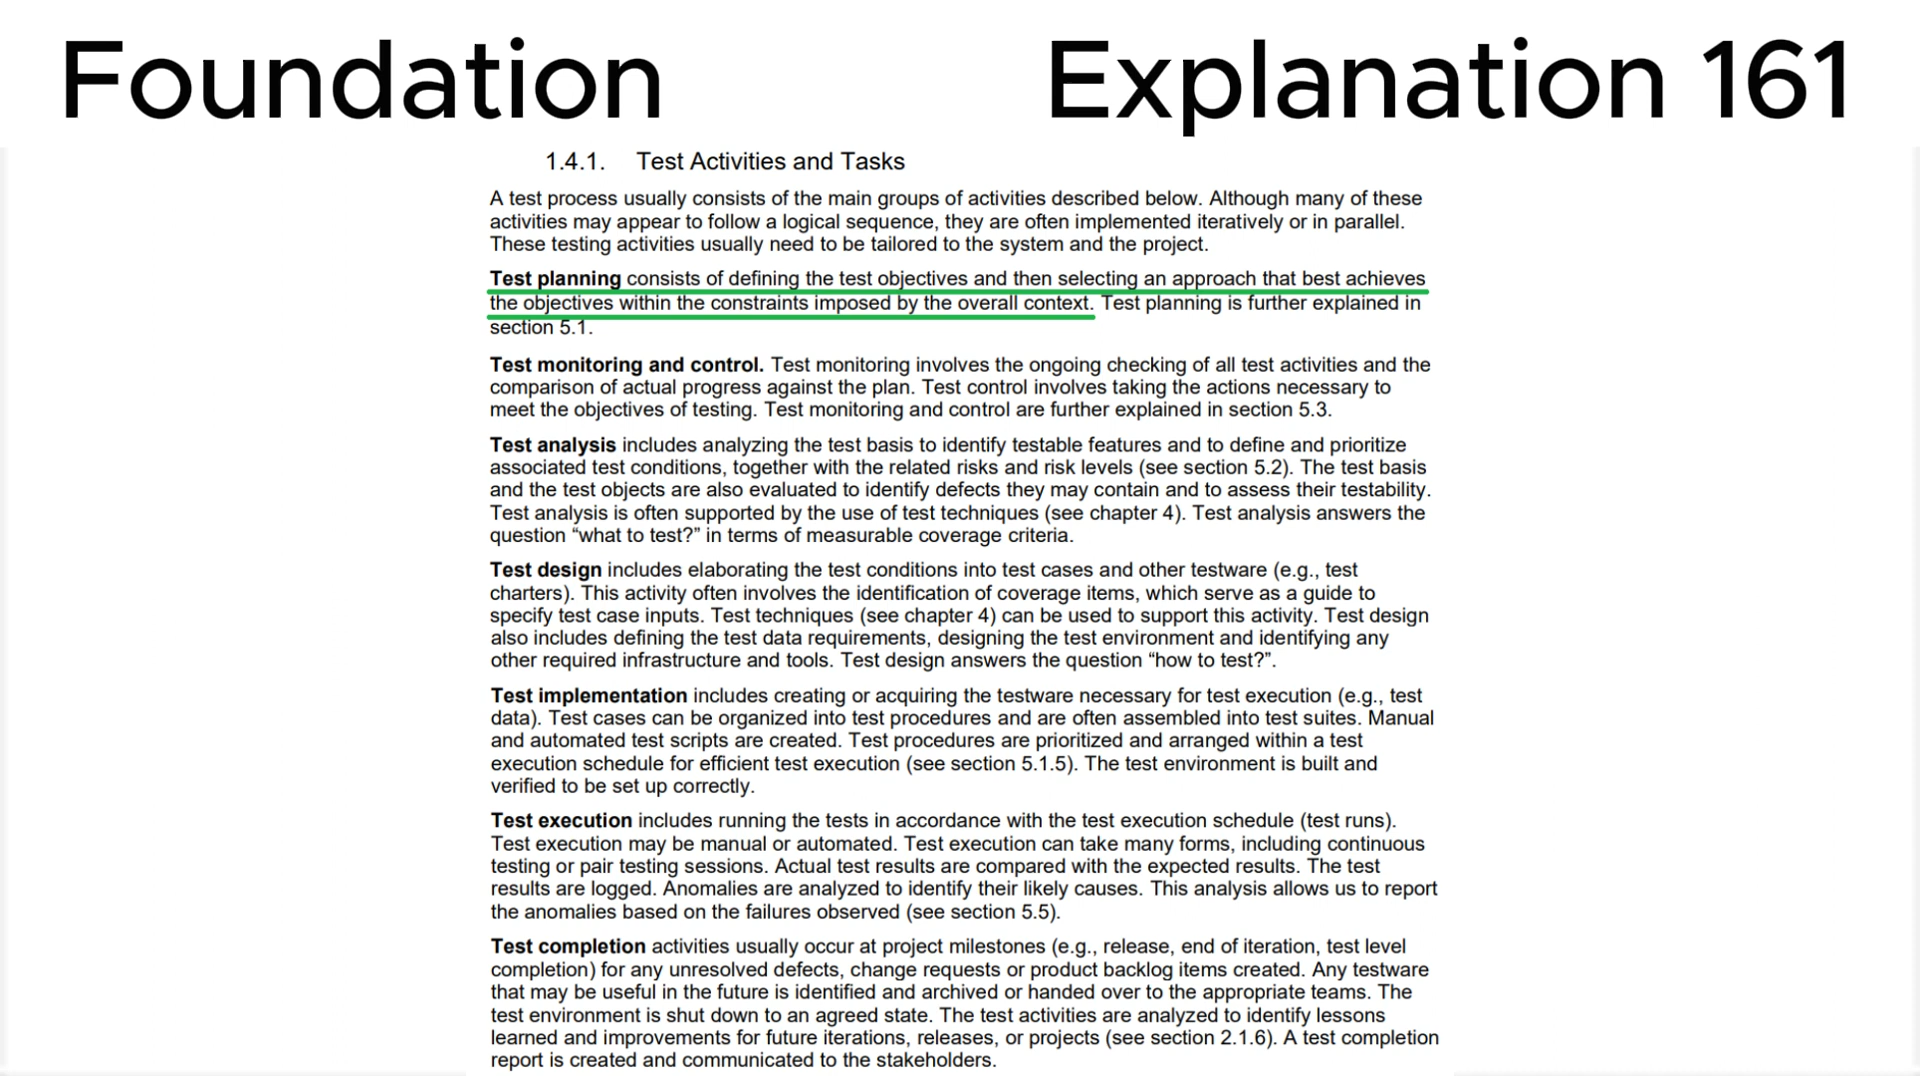 Foundation
Explanation 161
1.4.1. Test Activities and Tasks
A test process usually consists of the main groups of activities described below. Although many of these
activities may appear to follow a logical sequence, they are often implemented iteratively or in parallel.
These testing activities usually need to be tailored to the system and the project.
Test planning consists of defining the test objectives and then selecting an approach that best achieves
the objectives within the constraints imposed by the overall context. Test planning is further explained in
section 5.1.
Test monitoring and control. Test monitoring involves the ongoing checking of all test activities and the
comparison of actual progress against the plan. Test control involves taking the actions necessary to
meet the objectives of testing. Test monitoring and control are further explained in section 5.3.
Test analysis includes analyzing the test basis to identify testable features and to define and prioritize
associated test conditions, together with the related risks and risk levels (see section 5.2). The test basis
and the test objects are also evaluated to identify defects they may contain and to assess their testability.
Test analysis is often supported by the use of test techniques (see chapter 4). Test analysis answers the
question “what to test?” in terms of measurable coverage criteria.
Test design includes elaborating the test conditions into test cases and other testware (e.g., test
charters). This activity often involves the identification of coverage items, which serve as a guide to
specify test case inputs. Test techniques (see chapter 4) can be used to support this activity. Test design
also includes defining the test data requirements, designing the test environment and identifying any
other required infrastructure and tools. Test design answers the question “how to test?”.
Test implementation includes creating or acquiring the testware necessary for test execution (e.g., test
data). Test cases can be organized into test procedures and are often assembled into test suites. Manual
and automated test scripts are created. Test procedures are prioritized and arranged within a test
execution schedule for efficient test execution (see section 5.1.5). The test environment is built and
verified to be set up correctly.
Test execution includes running the tests in accordance with the test execution schedule (test runs).
Test execution may be manual or automated. Test execution can take many forms, including continuous
testing or pair testing sessions. Actual test results are compared with the expected results. The test
results are logged. Anomalies are analyzed to identify their likely causes. This analysis allows us to report
the anomalies based on the failures observed (see section 5.5).
Test completion activities usually occur at project milestones (e.g., release, end of iteration, test level
completion) for any unresolved defects, change requests or product backlog items created. Any testware
that may be useful in the future is identified and archived or handed over to the appropriate teams. The
test environment is shut down to an agreed state. The test activities are analyzed to identify lessons
learned and improvements for future iterations, releases, or projects (see section 2.1.6). A test completion
report is created and communicated to the stakeholders.